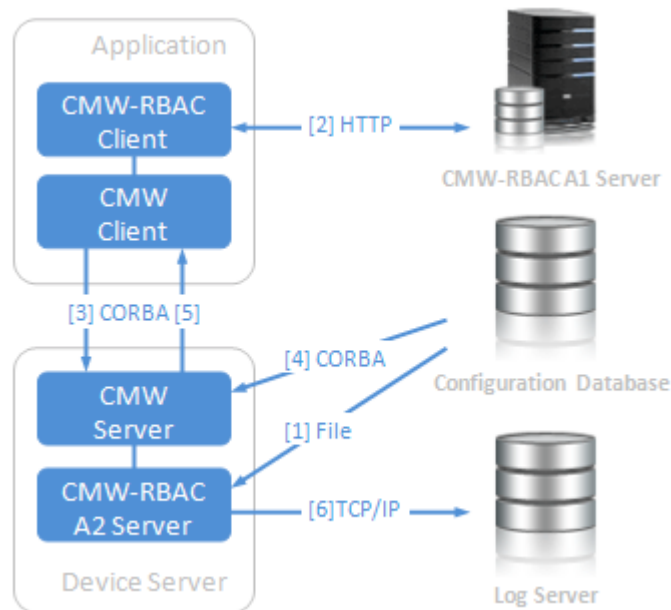 Application
CMW-RBAC
Client
[2] HTTP
CMW-RBAC A1 Server
CMW
Client
[3] CORBA [5]
[4] CORBA
Configuration Database
CMW
Server
[1] File
CMW-RBAC
A2 Server
[6]TCP/IP
Device Server
Log Server